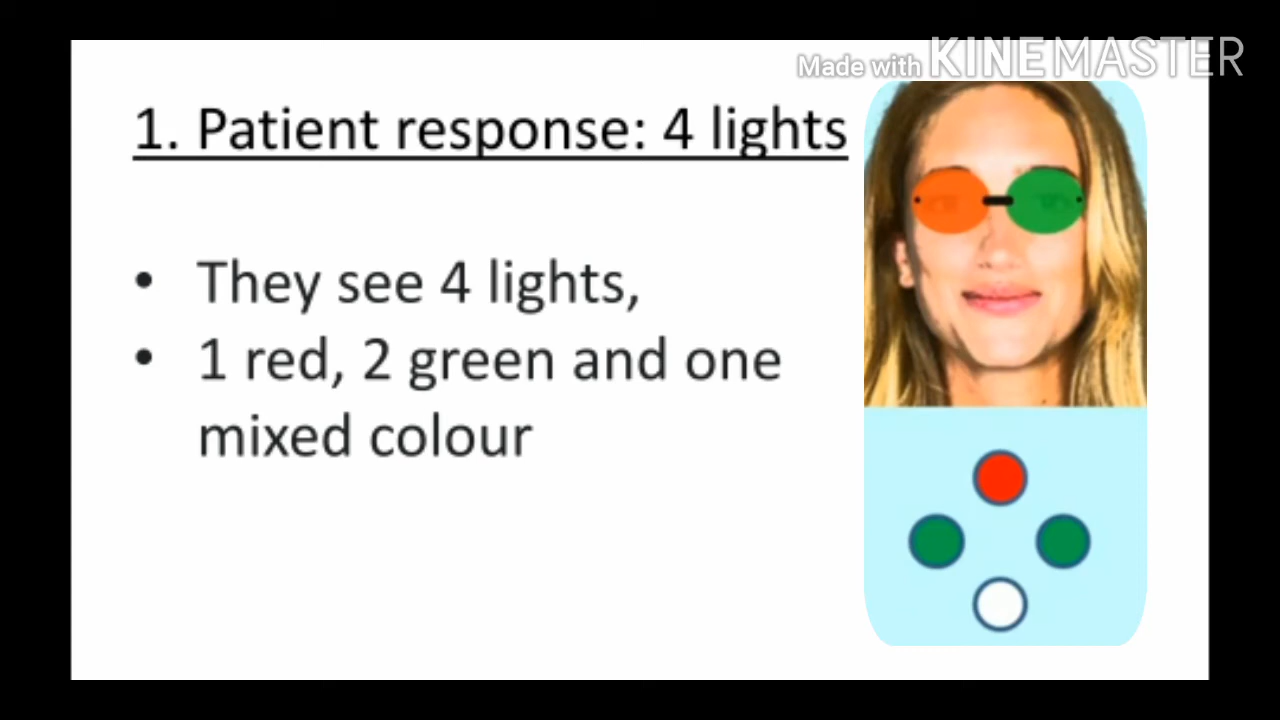 Made with KINEMASTER
1. Patient response: 4 lights
• They see 4 lights,
• 1 red, 2 green and one
mixed colour